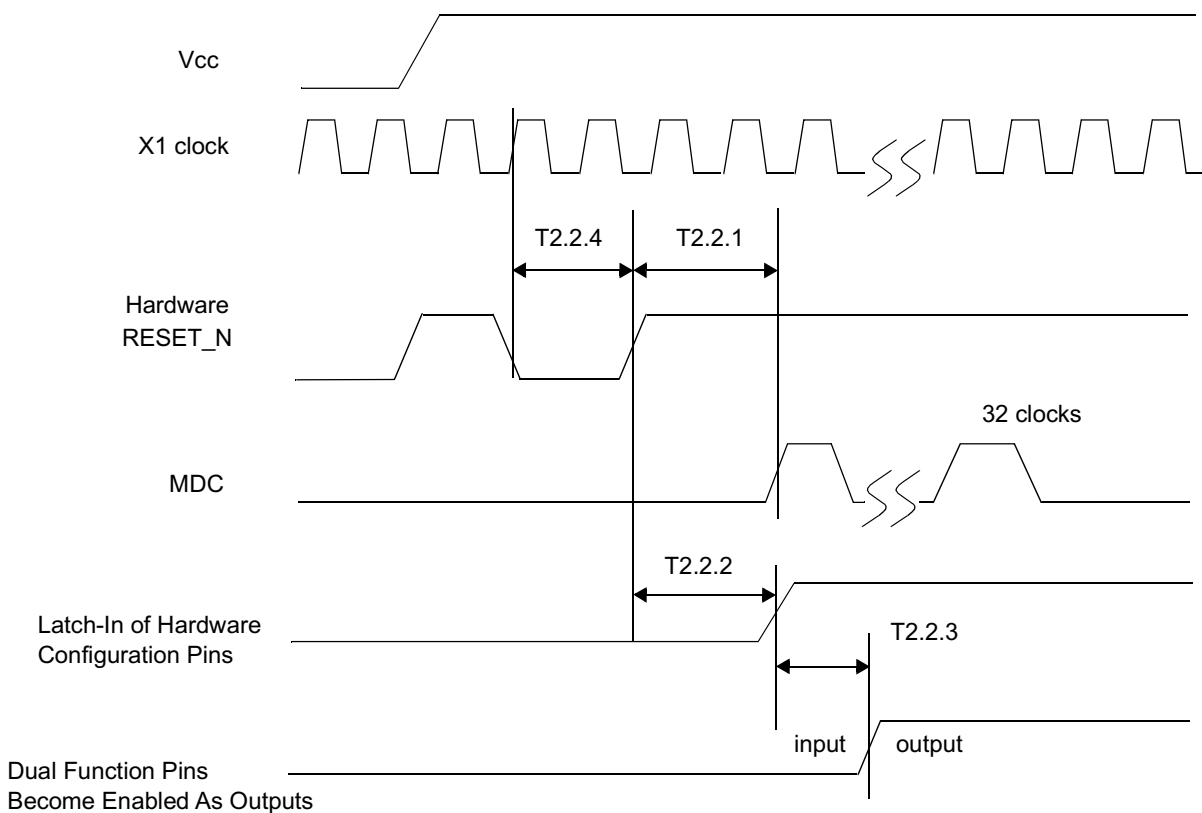 Vcc
X1 clock
T2.2.4
T2.2.1
Hardware
RESET_N
32 clocks
MDC
T2.2.2
Latch-In of Hardware
Configuration Pins
T2.2.3
input
output
Dual Function Pins
Become Enabled As Outputs